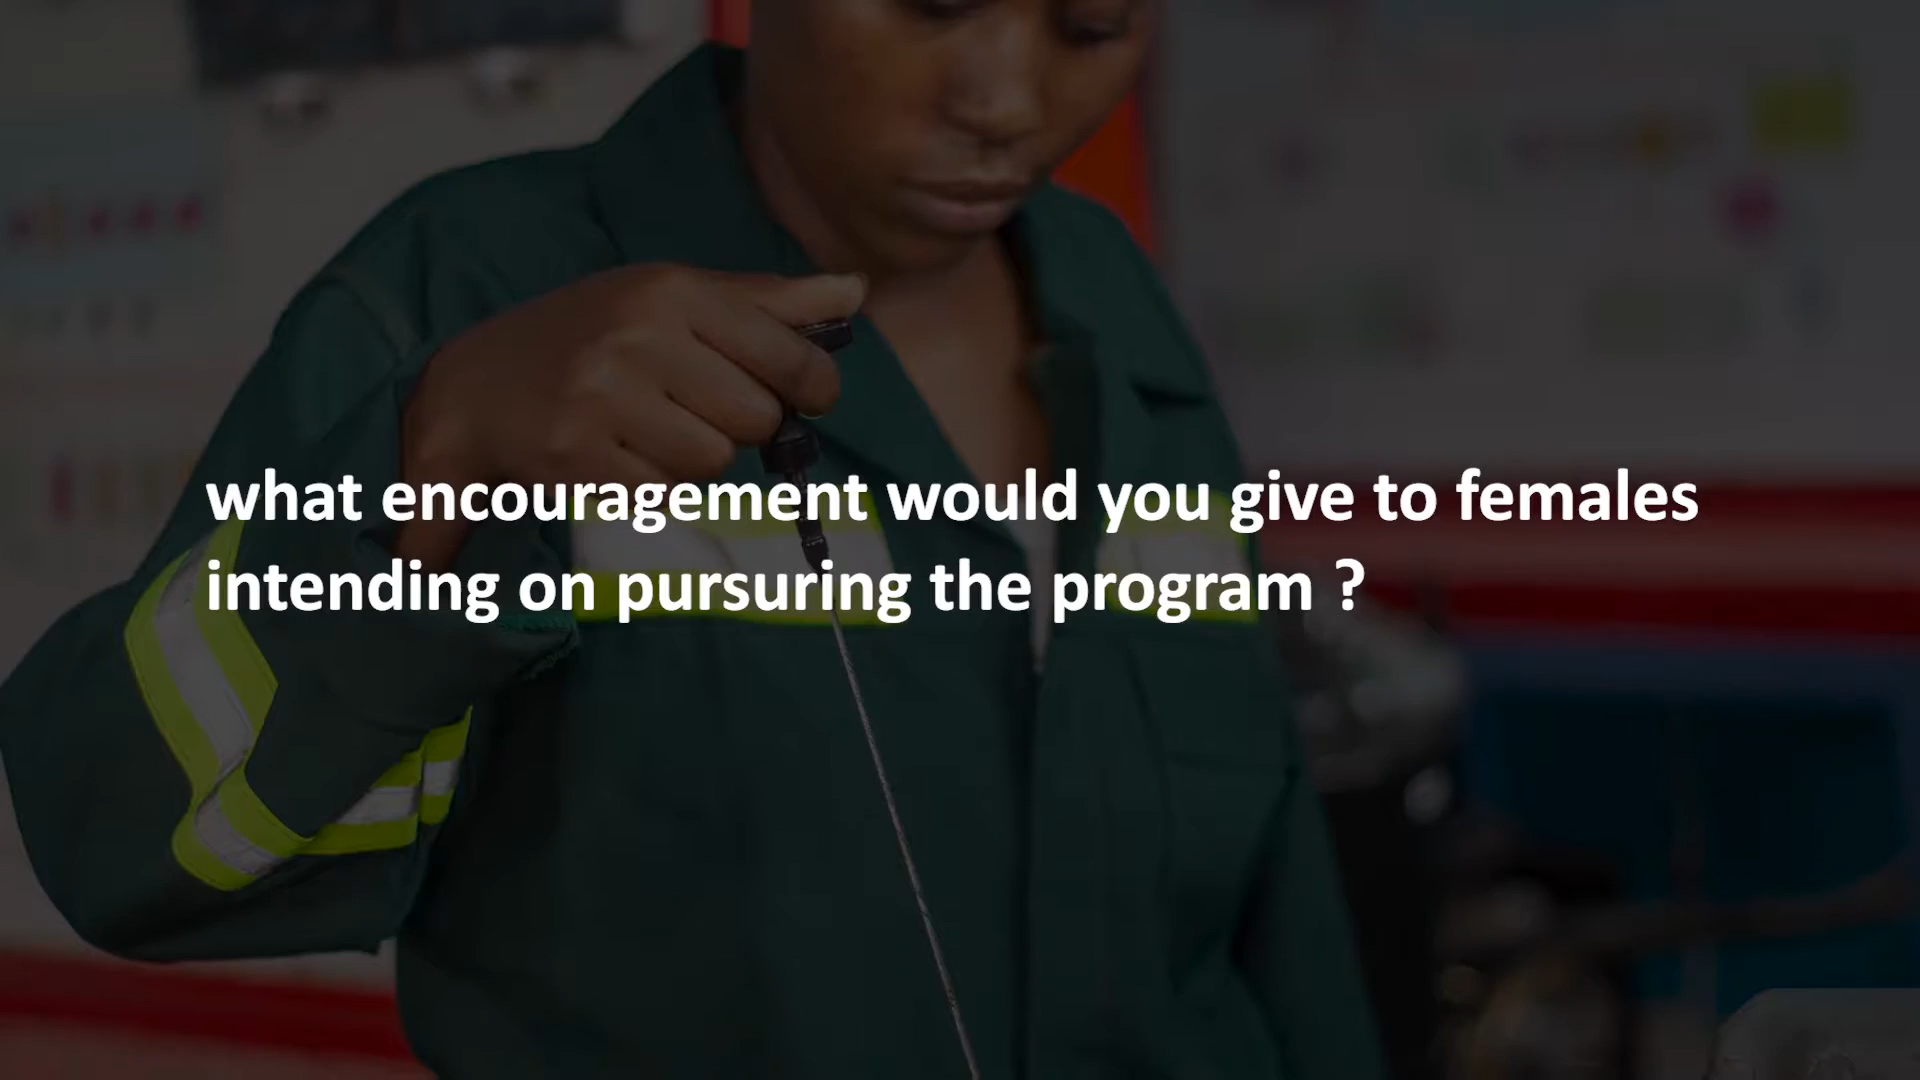 what encouragement would you give to females
intending on pursuring the program ?